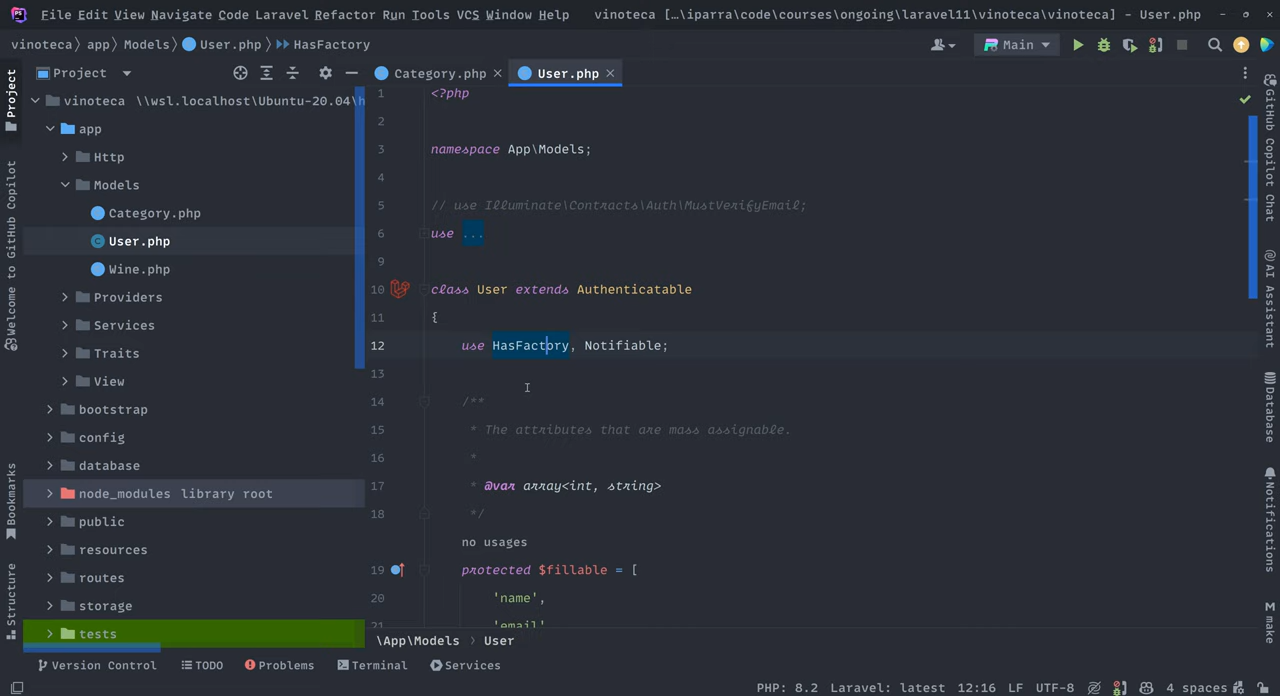 PS File Edit View Navigate Code Laravel Refactor Run Tools VCS Window Help vinoteca [...\iparra\code\courses\ongoing\laravel11\vinoteca\vinoteca] - User.php
vinoteca app Models User.php HasFactory Main
Project
Category.php User.php
vinoteca \\wsl.localhost\Ubuntu-20.04\h
app
Http
Models
Category.php
User.php
Wine.php
Providers
Services
Traits
View
bootstrap
config
database
node_modules library root
public
resources
routes
storage
tests
1 <?php
2
3 namespace App\Models;
4
5 // use Illuminate\Contracts\Auth\MustVerifyEmail;
6 use ...
9
10 class User extends Authenticatable
11 {
12 use HasFactory, Notifiable;
13
14 /**
15 * The attributes that are mass assignable.
16 *
17 * @var array<int, string>
18 */
no usages
19 protected $fillable = [
20 'name',
21 'email'
\App\Models User
Project
Welcome to GitHub Copilot
Bookmarks
Structure
GitHub Copilot Chat
AI Assistant
Database
Notifications
make
Version Control TODO Problems Terminal Services
PHP: 8.2 Laravel: latest 12:16 LF UTF-8 4 spaces